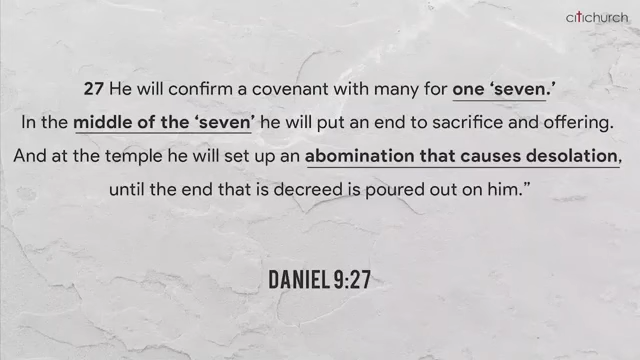 citichurch
27 He will confirm a covenant with many for one ‘seven.’
In the middle of the ‘seven’ he will put an end to sacrifice and offering.
And at the temple he will set up an abomination that causes desolation,
until the end that is decreed is poured out on him.”
DANIEL 9:27